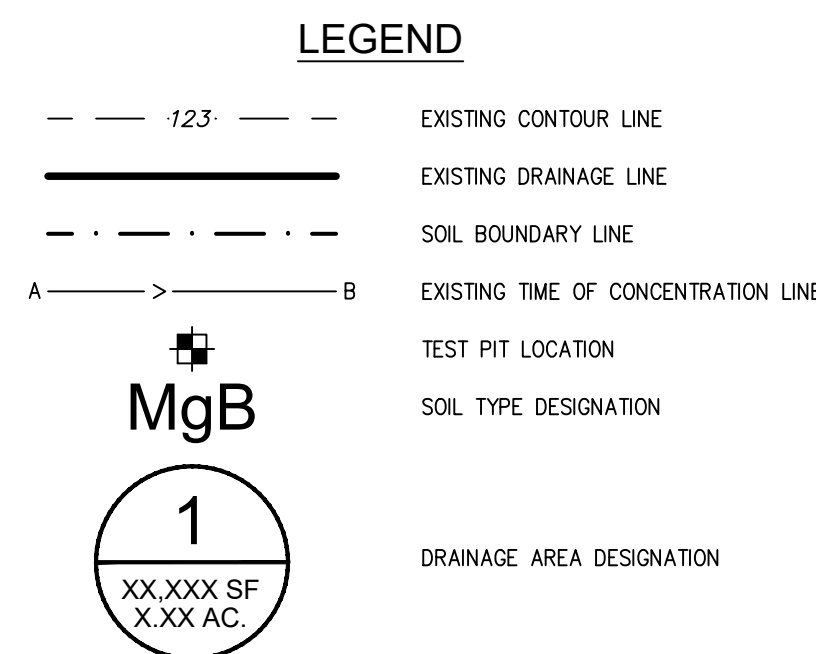 LEGEND
·123· EXISTING CONTOUR LINE
EXISTING DRAINAGE LINE
SOIL BOUNDARY LINE
A > B EXISTING TIME OF CONCENTRATION LINE
TEST PIT LOCATION
MgB SOIL TYPE DESIGNATION
1
DRAINAGE AREA DESIGNATION
XX,XXX SF
X.XX AC.